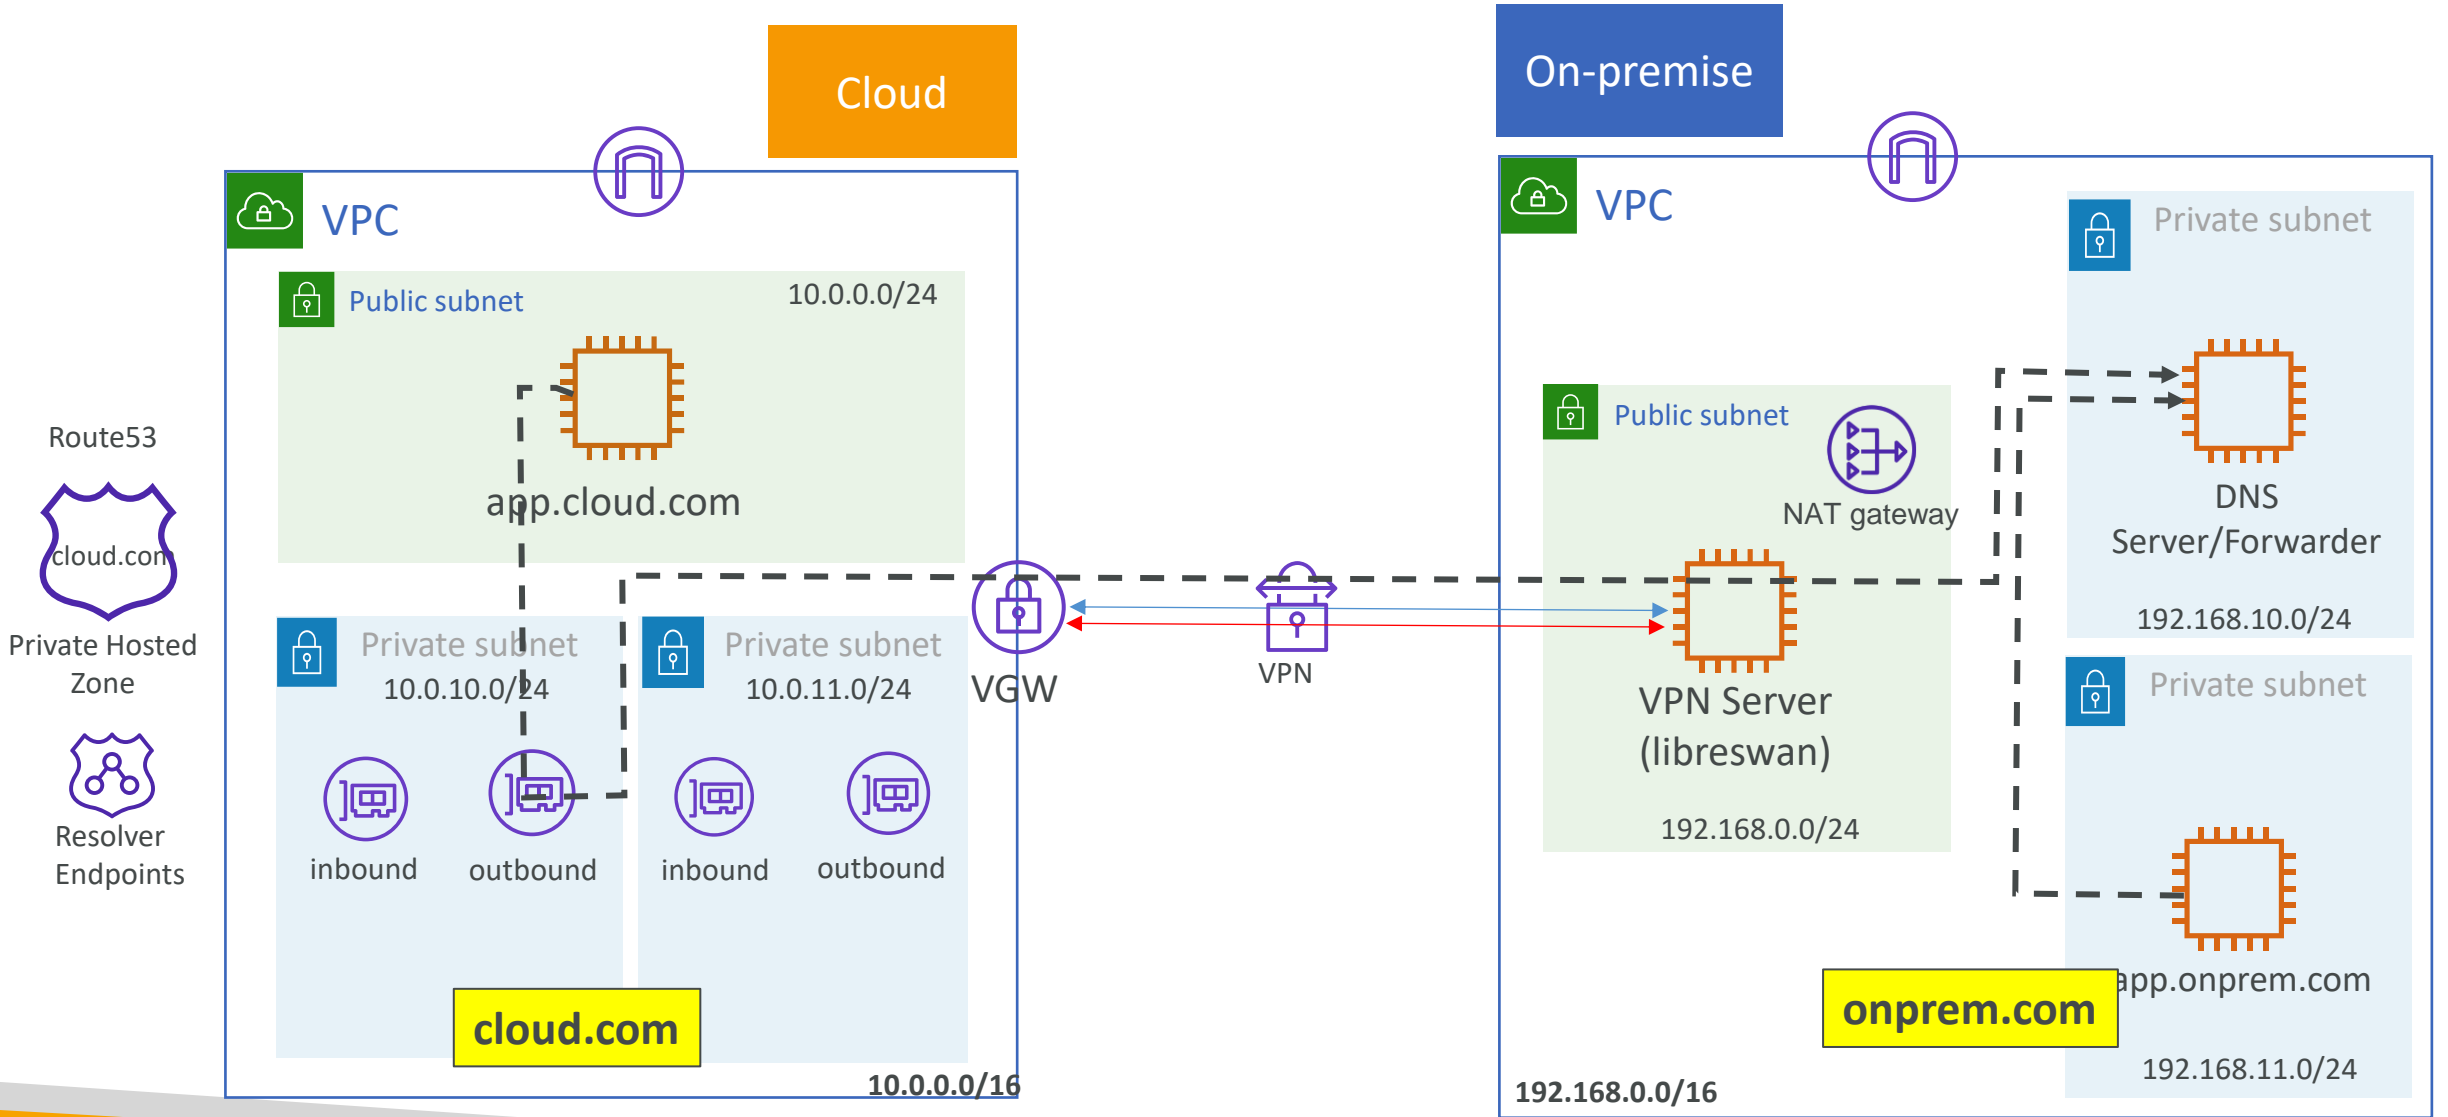 Cloud
On-premise
VPC
Public subnet
10.0.0.0/24
app.cloud.com
Route53
cloud.com
Private Hosted
Zone
Resolver
Endpoints
Private subnet
10.0.10.0/24
inbound
outbound
Private subnet
10.0.11.0/24
inbound
outbound
cloud.com
10.0.0.0/16
VGW
VPN
VPC
Public subnet
NAT gateway
VPN Server
(libreswan)
192.168.0.0/24
Private subnet
DNS
Server/Forwarder
192.168.10.0/24
Private subnet
app.onprem.com
onprem.com
192.168.11.0/24
192.168.0.0/16